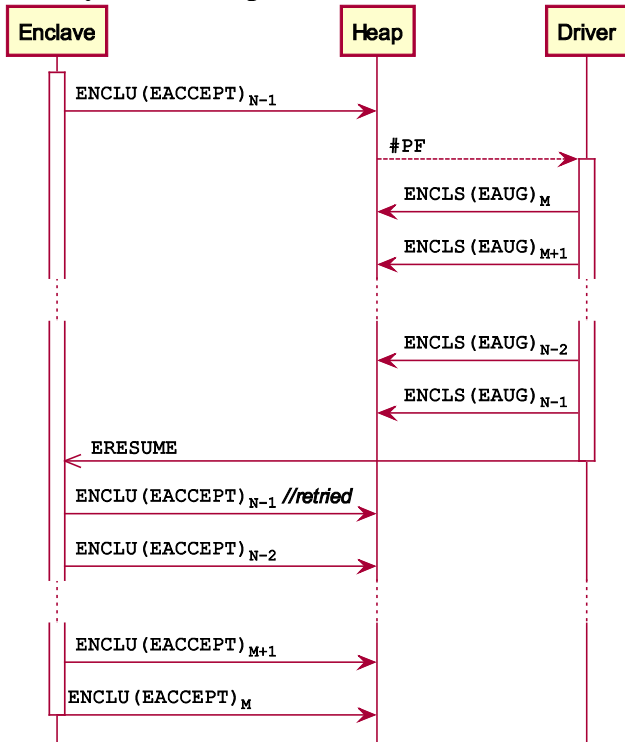 Enclave Heap Driver
ENCLU(EACCEPT)N-1
#PF
ENCLS(EAUG)M
ENCLS(EAUG)M+1
ENCLS(EAUG)N-2
ENCLS(EAUG)N-1
ERESUME
ENCLU(EACCEPT)N-1 //retried
ENCLU(EACCEPT)N-2
ENCLU(EACCEPT)M+1
ENCLU(EACCEPT)M